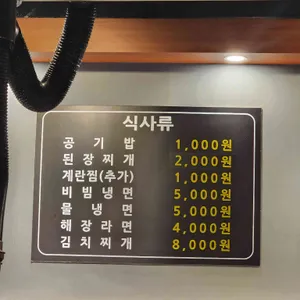 식사류
공기밥 1,000원
된장찌개 2,000원
계란찜(추가) 1,000원
비빔냉면 5,000원
물냉면 5,000원
해장라면 4,000원
김치찌개 8,000원